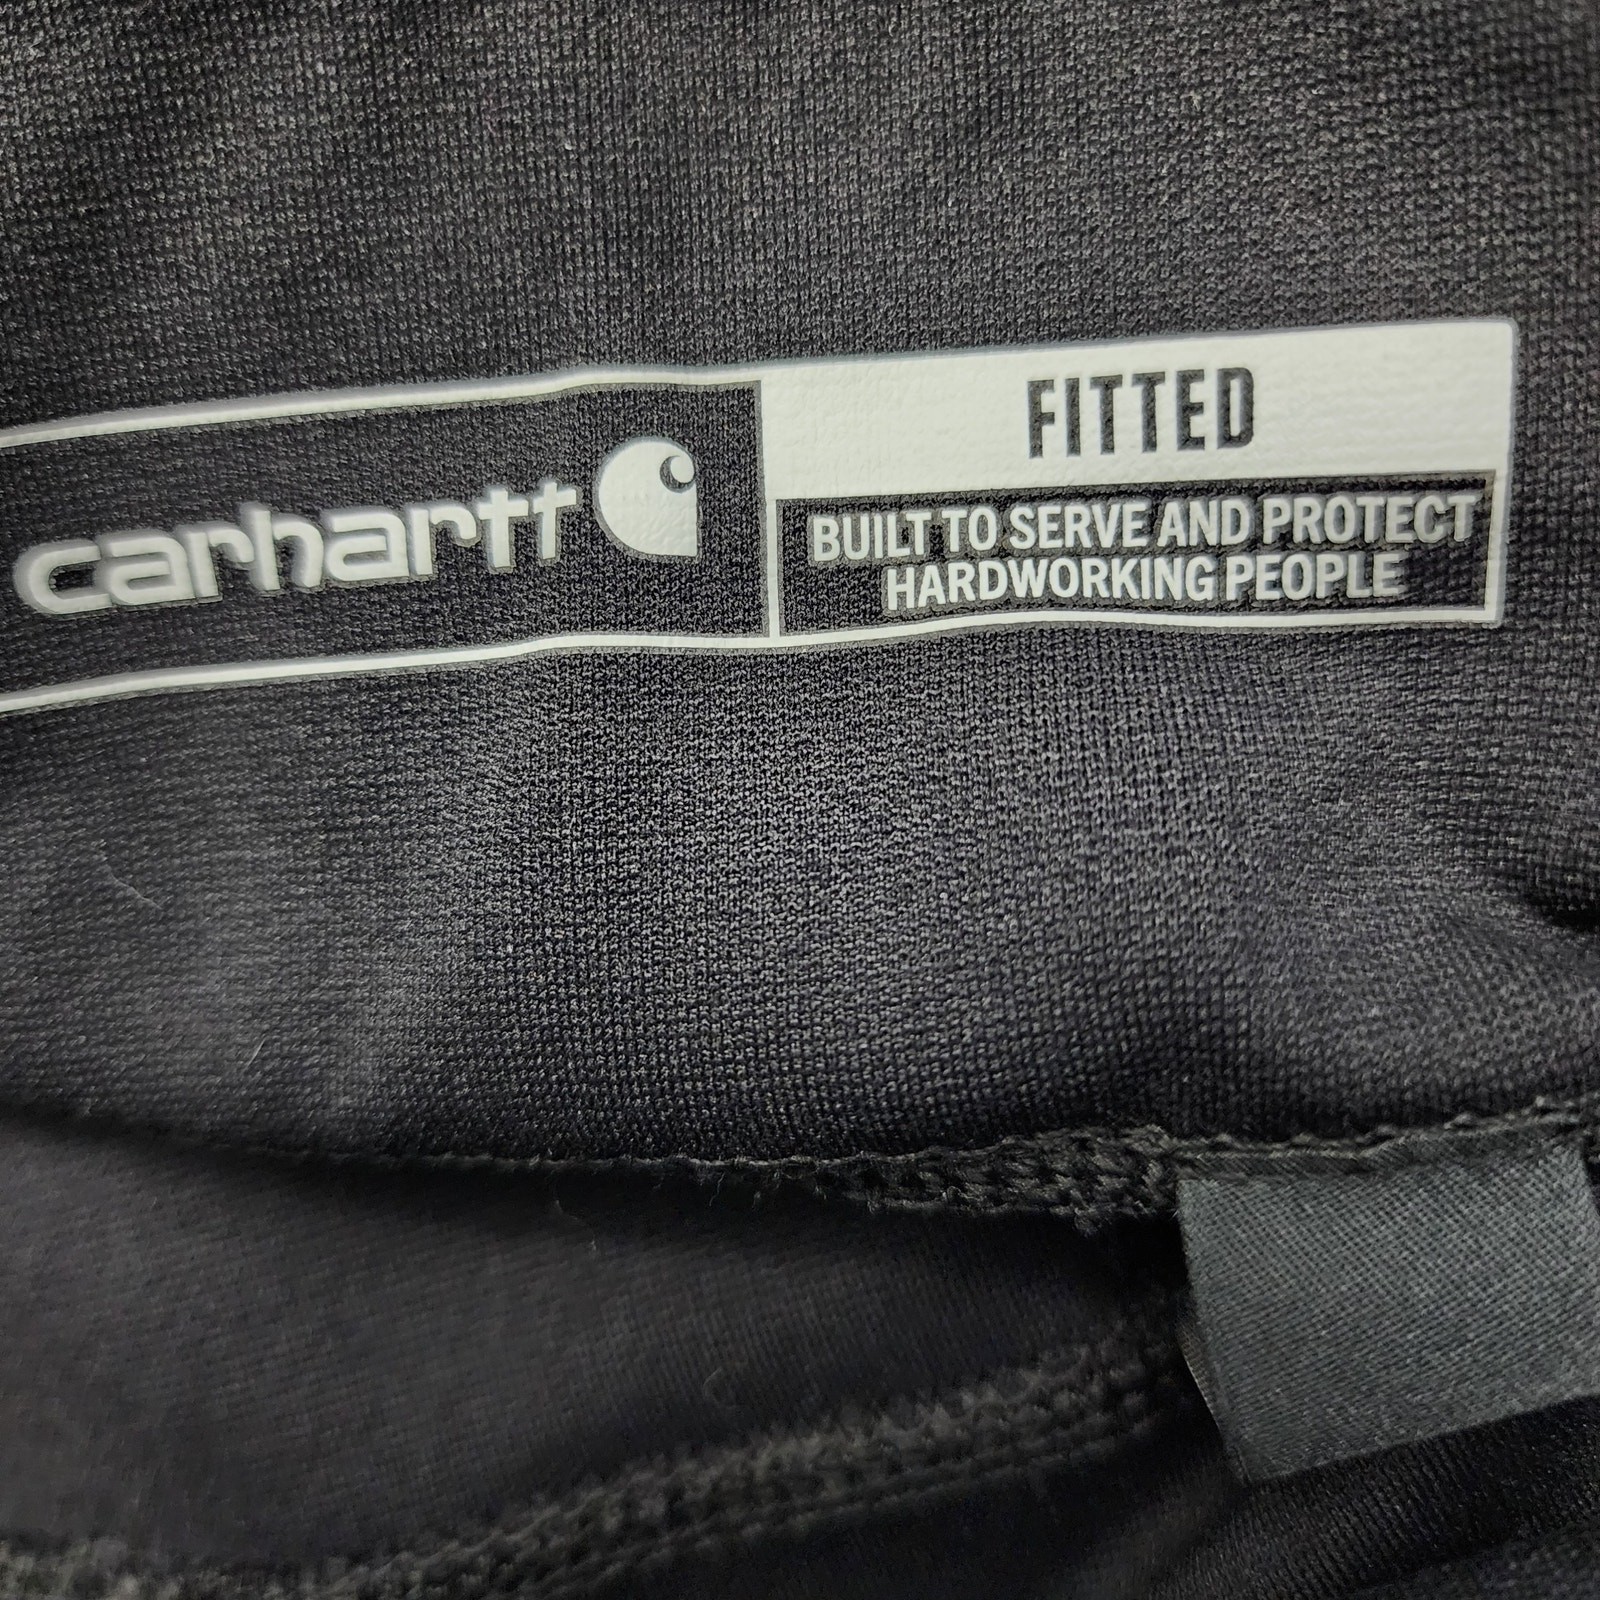 carhartt
FITTED
BUILT TO SERVE AND PROTECT
HARDWORKING PEOPLE